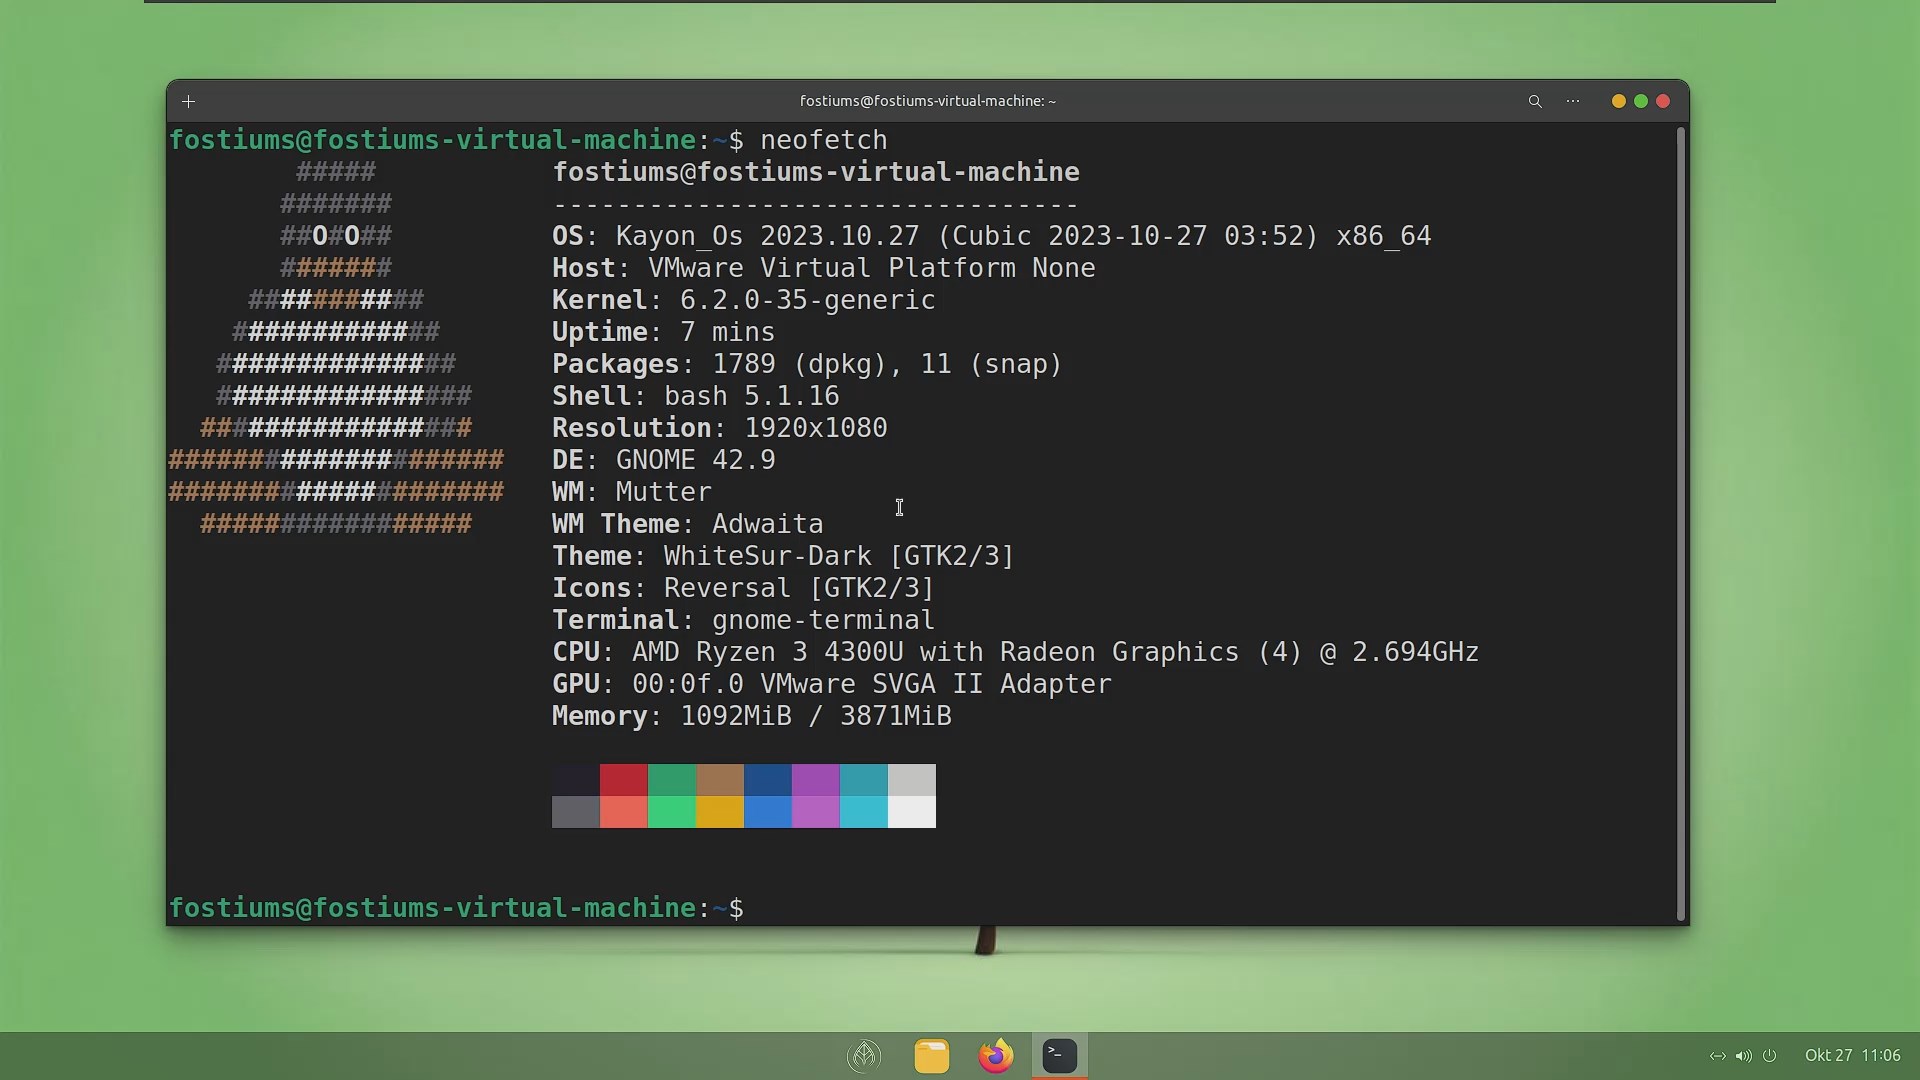 fostiums@fostiums-virtual-machine: ~
fostiums@fostiums-virtual-machine:~$ neofetch
#####
#######
##O#O##
#######
###########
#############
###############
################
#################
#####################
#####################
#################
fostiums@fostiums-virtual-machine
---------------------------------
OS: Kayon_Os 2023.10.27 (Cubic 2023-10-27 03:52) x86_64
Host: VMware Virtual Platform None
Kernel: 6.2.0-35-generic
Uptime: 7 mins
Packages: 1789 (dpkg), 11 (snap)
Shell: bash 5.1.16
Resolution: 1920x1080
DE: GNOME 42.9
WM: Mutter
WM Theme: Adwaita
Theme: WhiteSur-Dark [GTK2/3]
Icons: Reversal [GTK2/3]
Terminal: gnome-terminal
CPU: AMD Ryzen 3 4300U with Radeon Graphics (4) @ 2.694GHz
GPU: 00:0f.0 VMware SVGA II Adapter
Memory: 1092MiB / 3871MiB
fostiums@fostiums-virtual-machine:~$
Okt 27 11:06